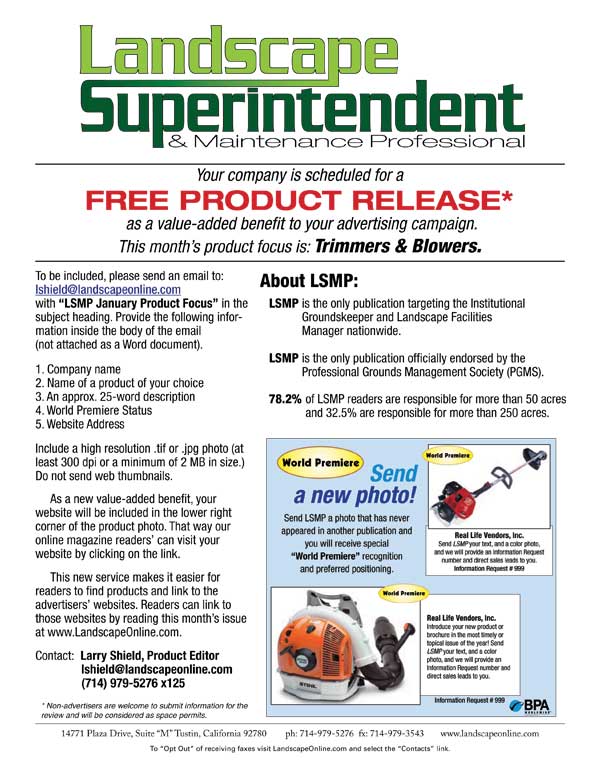 Landscape
Superintendent
& Maintenance Professional
Your company is scheduled for a
FREE PRODUCT RELEASE*
as a value-added benefit to your advertising campaign.
This month's product focus is: Trimmers & Blowers.
To be included, please send an email to:
lshield@landscapeonline.com
with “LSMP January Product Focus” in the
subject heading. Provide the following infor-
mation inside the body of the email
(not attached as a Word document).
1. Company name
2. Name of a product of your choice
3. An approx. 25-word description
4. World Premiere Status
5. Website Address
Include a high resolution .tif or .jpg photo (at
least 300 dpi or a minimum of 2 MB in size.)
Do not send web thumbnails.
As a new value-added benefit, your
website will be included in the lower right
corner of the product photo. That way our
online magazine readers’ can visit your
website by clicking on the link.
This new service makes it easier for
readers to find products and link to the
advertisers’ websites. Readers can link to
those websites by reading this month’s issue
at www.LandscapeOnline.com.
Contact: Larry Shield, Product Editor
lshield@landscapeonline.com
(714) 979-5276 x125
* Non-advertisers are welcome to submit information for the
review and will be considered as space permits.
About LSMP:
LSMP is the only publication targeting the Institutional
Groundskeeper and Landscape Facilities
Manager nationwide.
LSMP is the only publication officially endorsed by the
Professional Grounds Management Society (PGMS).
78.2% of LSMP readers are responsible for more than 50 acres
and 32.5% are responsible for more than 250 acres.
World Premiere
Send
a new photo!
Send LSMP a photo that has never
appeared in another publication and
you will receive special
“World Premiere” recognition
and preferred positioning.
World Premiere
Real Life Vendors, Inc.
Send LSMP your text, and a color photo,
and we will provide an Information Request
number and direct sales leads to you.
Information Request # 999
World Premiere
STIHL
Real Life Vendors, Inc.
Introduce your new product or
brochure in the most timely or
topical issue of the year! Send
LSMP your text, and a color
photo, and we will provide an
Information Request number and
direct sales leads to you.
Information Request # 999
BPA
WORLDWIDE
14771 Plaza Drive, Suite “M” Tustin, California 92780 ph: 714-979-5276 fx: 714-979-3543 www.landscapeonline.com
To “Opt Out” of receiving faxes visit LandscapeOnline.com and select the “Contacts” link.